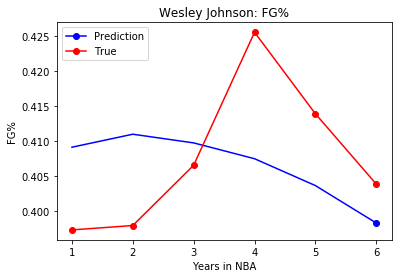 Wesley Johnson: FG%
Prediction
True
FG%
0.425
0.420
0.415
0.410
0.405
0.400
1 2 3 4 5 6
Years in NBA